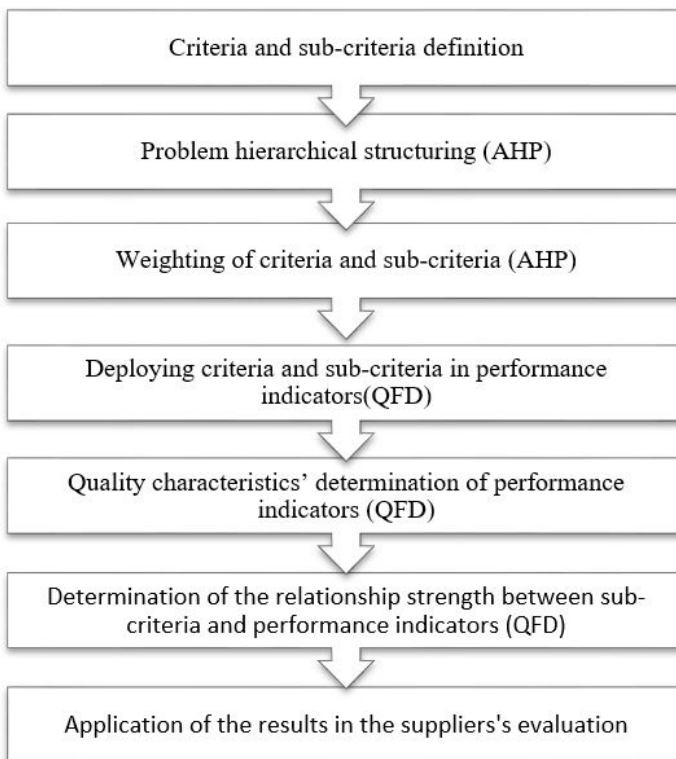 Criteria and sub-criteria definition
Problem hierarchical structuring (AHP)
Weighting of criteria and sub-criteria (AHP)
Deploying criteria and sub-criteria in performance
indicators(QFD)
Quality characteristics’ determination of performance
indicators (QFD)
Determination of the relationship strength between sub-
criteria and performance indicators (QFD)
Application of the results in the suppliers's evaluation